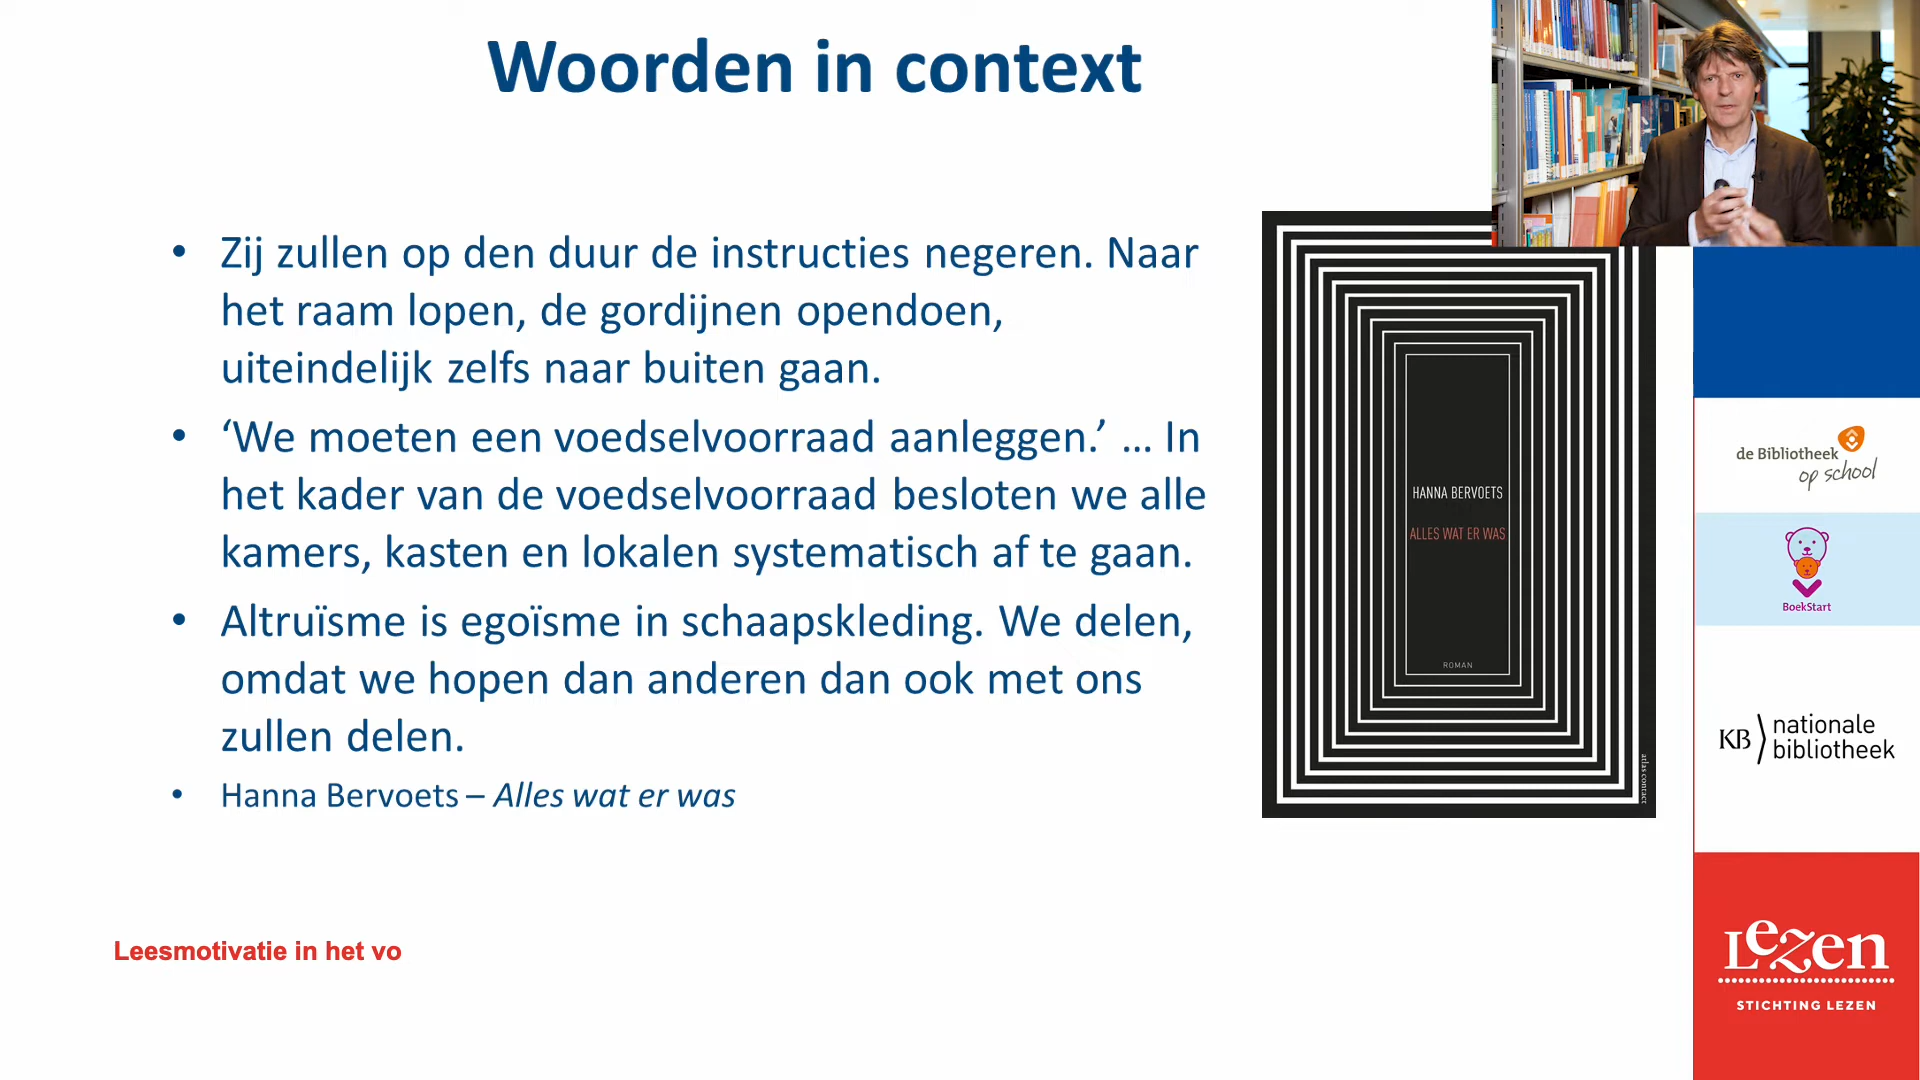 Woorden in context
• Zij zullen op den duur de instructies negeren. Naar
het raam lopen, de gordijnen opendoen,
uiteindelijk zelfs naar buiten gaan.
• ‘We moeten een voedselvoorraad aanleggen.’ ... In
het kader van de voedselvoorraad besloten we alle
kamers, kasten en lokalen systematisch af te gaan.
• Altruïsme is egoïsme in schaapskleding. We delen,
omdat we hopen dan anderen dan ook met ons
zullen delen.
• Hanna Bervoets – Alles wat er was
HANNA BERVOETS
ALLES WAT ER WAS
ROMAN
atlas contact
de Bibliotheek
op school
BoekStart
KB nationale
bibliotheek
Leesmotivatie in het vo
Lezen
STICHTING LEZEN